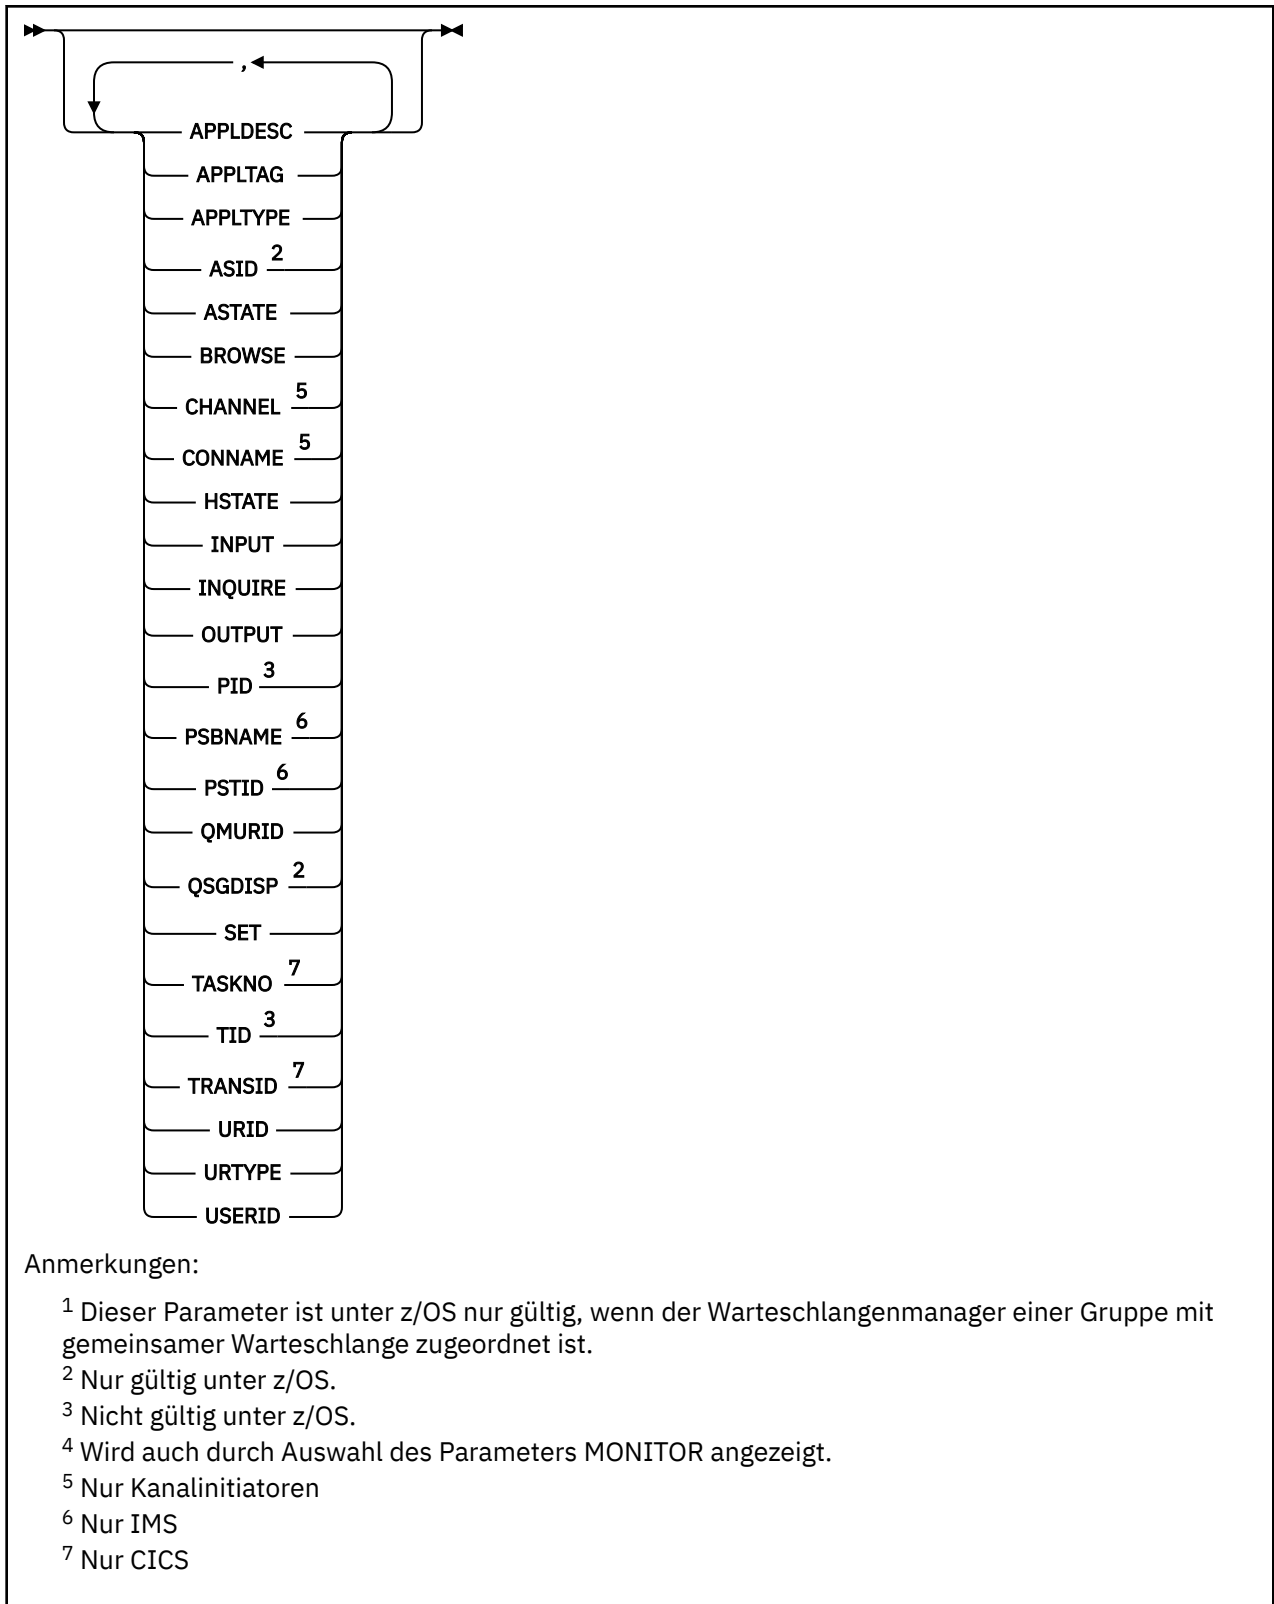 ,
APPLDESC
APPLTAG
APPLTYPE
ASID 2
ASTATE
BROWSE
CHANNEL 5
CONNAME 5
HSTATE
INPUT
INQUIRE
OUTPUT
PID 3
PSBNAME 6
PSTID 6
QMURID
QSGDISP 2
SET
TASKNO 7
TID 3
TRANSID 7
URID
URTYPE
USERID
Anmerkungen:
1 Dieser Parameter ist unter z/OS nur gültig, wenn der Warteschlangenmanager einer Gruppe mit
gemeinsamer Warteschlange zugeordnet ist.
2 Nur gültig unter z/OS.
3 Nicht gültig unter z/OS.
4 Wird auch durch Auswahl des Parameters MONITOR angezeigt.
5 Nur Kanalinitiatoren
6 Nur IMS
7 Nur CICS